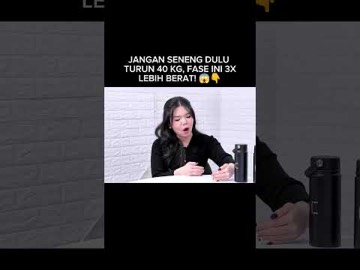 JANGAN SENENG DULU
TURUN 40 KG, FASE INI 3X
LEBIH BERAT! 😱👇